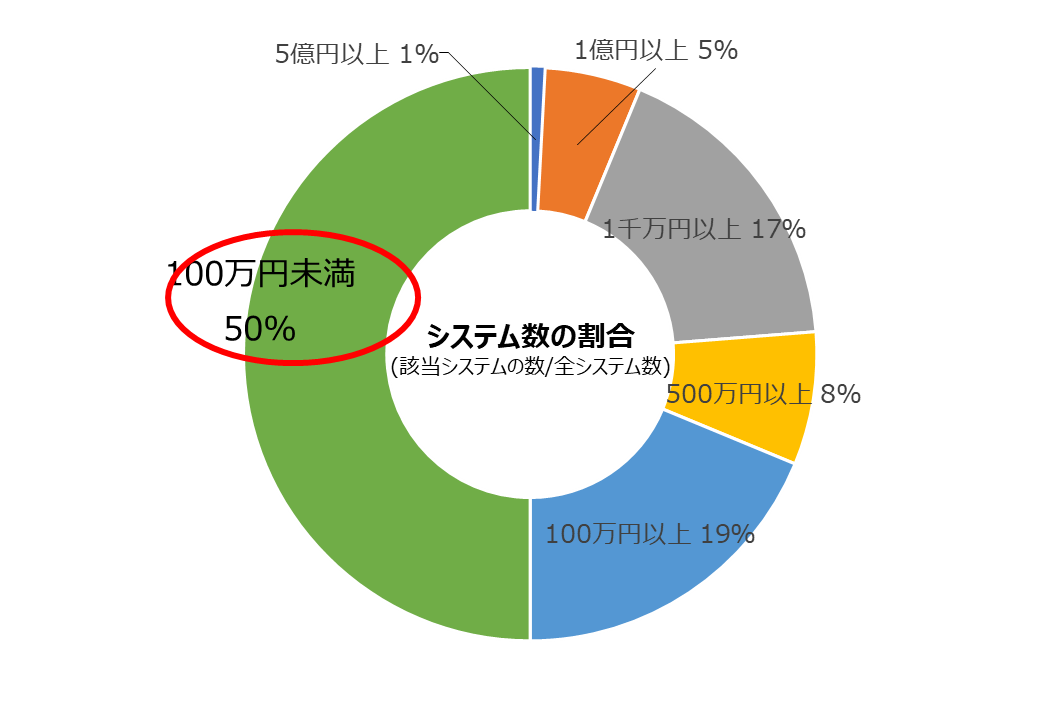 5億円以上 1%
1億円以上 5%
1千万円以上 17%
100万円未満
50%
システム数の割合
(該当システムの数/全システム数)
500万円以上 8%
100万円以上 19%